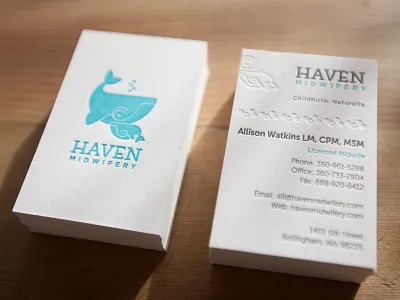 HAVEN
MIDWIFERY
HAVEN
MIDWIFERY
Childbirth. Naturally.
Allison Watkins LM, CPM, MSM
Licensed Midwife
Phone: 360-961-5288
Office: 360-733-2904
Fax: 888-920-6412
Email: alli@havenmidwifery.com
Web: havenmidwifery.com
1401 6th Street
Bellingham, WA 98225